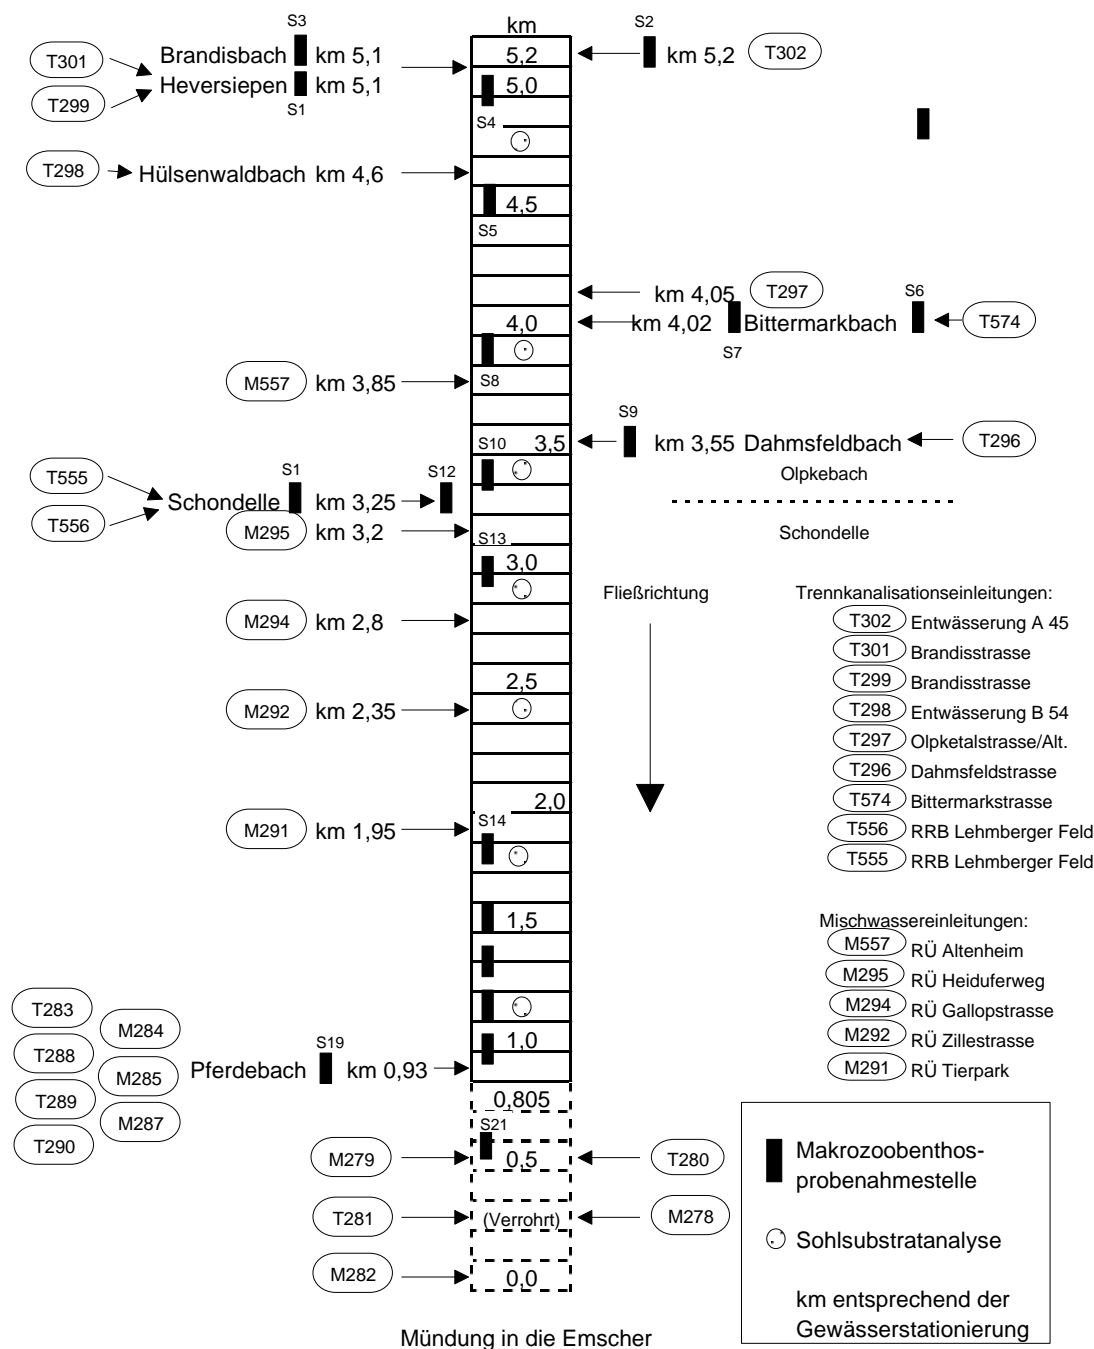 S3
km
S2
T301
Brandisbach
km 5,1
5,2
km 5,2
T302
T299
Heversiepen
km 5,1
5,0
S1
S4
T298
Hülsenwaldbach km 4,6
4,5
S5
km 4,05
T297
S6
4,0
km 4,02
Bittermarkbach
T574
S7
M557
km 3,85
S8
S9
S10
3,5
km 3,55 Dahmsfeldbach
T296
T555
S1
S12
Olpkebach
Schondelle
km 3,25
T556
M295
km 3,2
S13
Schondelle
3,0
Fließrichtung
Trennkanalisationseinleitungen:
M294
km 2,8
T302 Entwässerung A 45
T301 Brandisstrasse
2,5
T299 Brandisstrasse
M292
km 2,35
T298 Entwässerung B 54
T297 Olpketalstrasse/Alt.
T296 Dahmsfeldstrasse
2,0
T574 Bittermarkstrasse
M291
km 1,95
S14
T556 RRB Lehmberger Feld
T555 RRB Lehmberger Feld
1,5
Mischwassereinleitungen:
M557 RÜ Altenheim
M295 RÜ Heiduferweg
M294 RÜ Gallopstrasse
M292 RÜ Zillestrasse
M291 RÜ Tierpark
T283
M284
T288
S19
1,0
M285
Pferdebach
km 0,93
T289
M287
T290
0,805
S21
M279
0,5
T280
T281
(Verrohrt)
M278
M282
0,0
Makrozoobenthos-
probenahmestelle
Sohlsubstratanalyse
km entsprechend der
Gewässerstationierung
Mündung in die Emscher